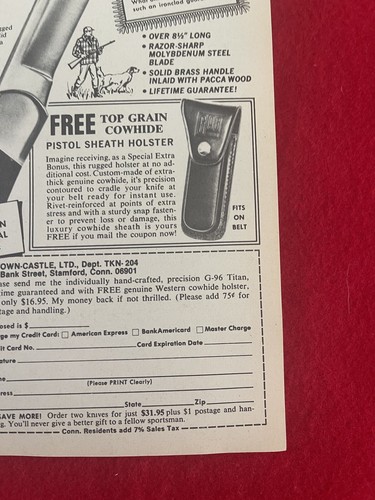 such an ironclad
• OVER 8½" LONG
• RAZOR-SHARP
MOLYBDENUM STEEL
BLADE
• SOLID BRASS HANDLE
INLAID WITH PACCA WOOD
• LIFETIME GUARANTEE!
FREE TOP GRAIN
COWHIDE
PISTOL SHEATH HOLSTER
Imagine receiving, as a Special Extra
Bonus, this rugged holster at no ad-
ditional cost. Custom-made of extra-
thick genuine cowhide, it's precision
contoured to cradle your knife at
your belt ready for instant use.
Rivet-reinforced at points of extra
stress and with a sturdy snap fasten-
er to prevent loss or damage, this
luxury cowhide sheath is yours
FREE if you mail the coupon now!
FITS
ON
BELT
OWN-CASTLE, LTD., Dept. TKN-204
Bank Street, Stamford, Conn. 06901
ase send me the individually hand-crafted, precision G-96 Titan,
time guaranteed and with FREE genuine Western cowhide holster,
only $16.95. My money back if not thrilled. (Please add 75¢ for
tage and handling.)
osed is $
ge my Credit Card: □ American Express □ BankAmericard □ Master Charge
it Card No. Card Expiration Date
ature
me
(Please PRINT Clearly)
ress
State Zip
SAVE MORE! Order two knives for just $31.95 plus $1 postage and han-
g. You'll never give a better gift to a fellow sportsman.
Conn. Residents add 7% Sales Tax